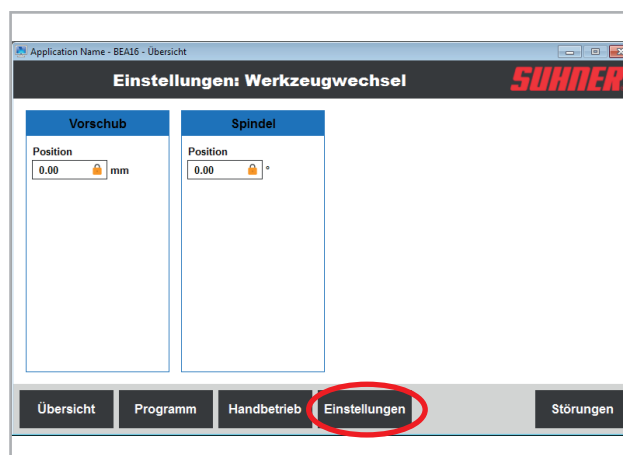 Application Name - BEA16 - Übersicht
Einstellungen: Werkzeugwechsel SUHNER
Vorschub Spindel
Position Position
0.00 mm 0.00 °
Übersicht Programm Handbetrieb Einstellungen Störungen